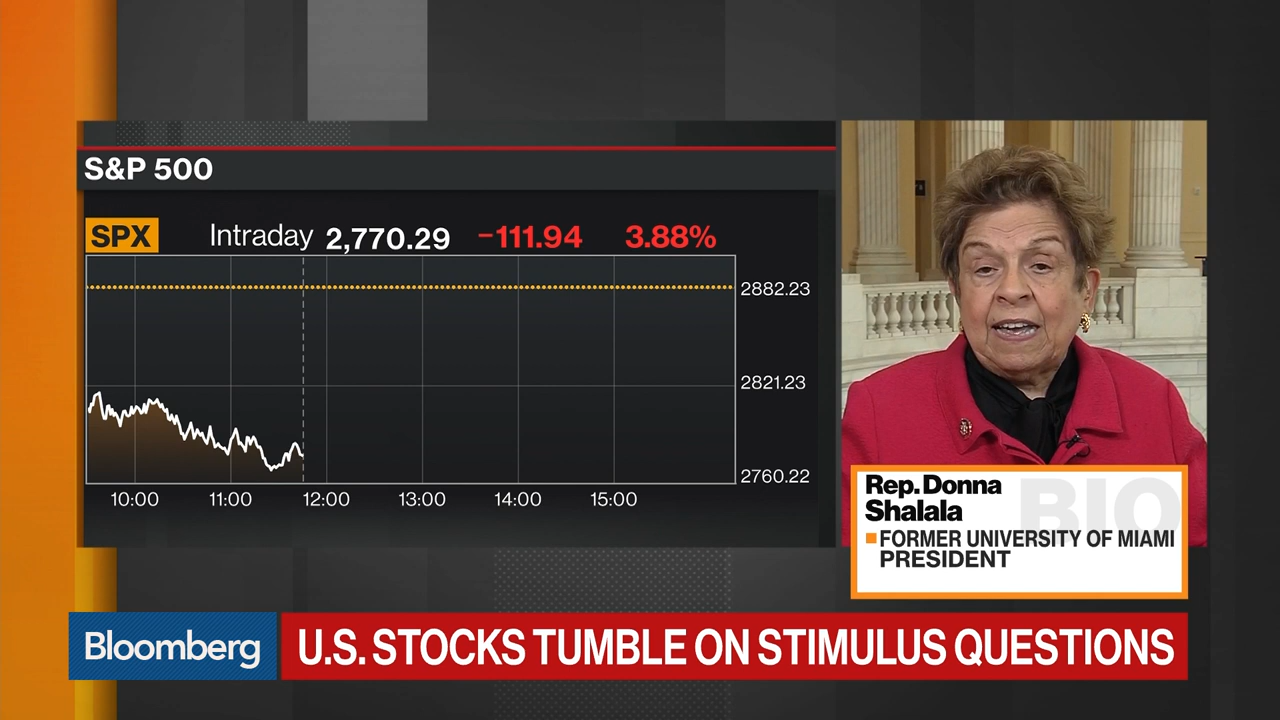 S&P 500
SPX Intraday 2,770.29 −111.94 3.88%
2882.23
2821.23
2760.22
10:00 11:00 12:00 13:00 14:00 15:00
BIO
Rep. Donna
Shalala
FORMER UNIVERSITY OF MIAMI
PRESIDENT
Bloomberg
U.S. STOCKS TUMBLE ON STIMULUS QUESTIONS